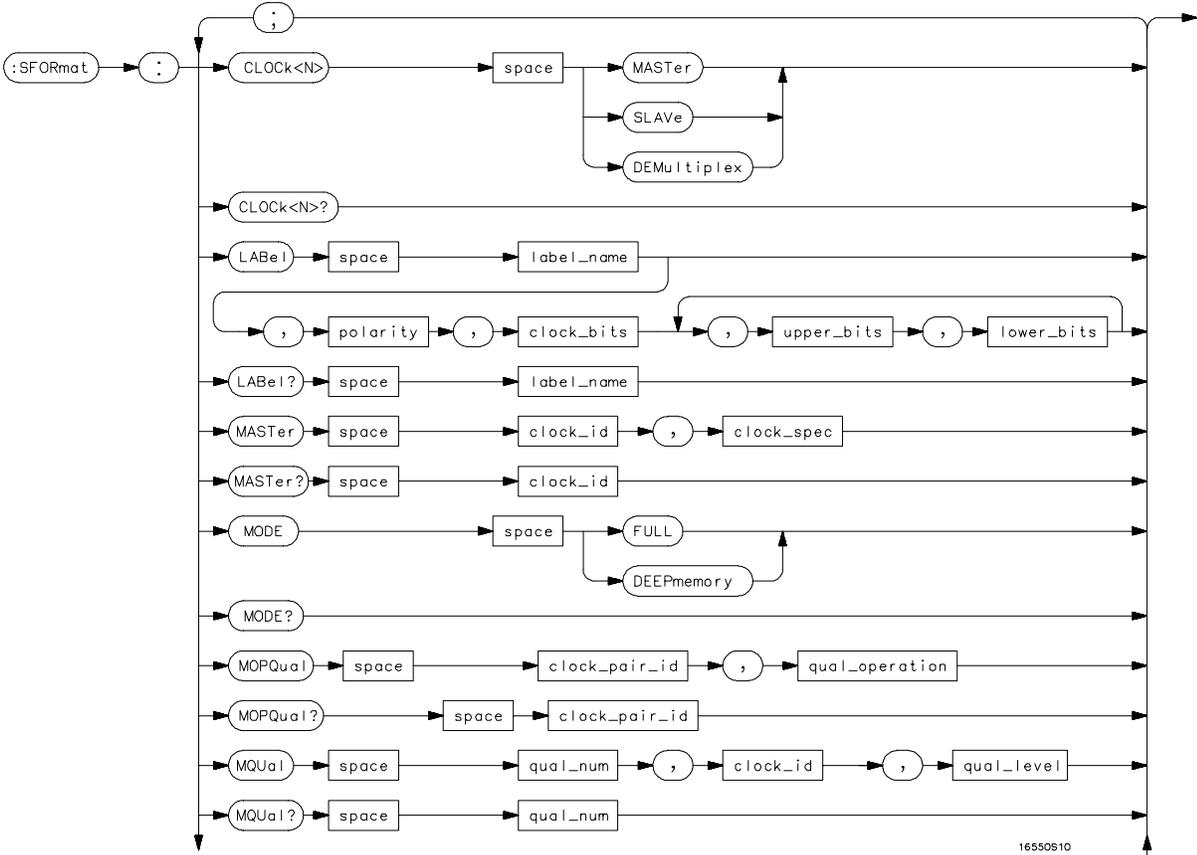 ;
:SFORmat : CLOCk<N> space MASTer
SLAVe
DEMultiplex
CLOCk<N>?
LABel space label_name
, polarity , clock_bits , upper_bits , lower_bits
LABel? space label_name
MASTer space clock_id , clock_spec
MASTer? space clock_id
MODE space FULL
DEEPmemory
MODE?
MOPQual space clock_pair_id , qual_operation
MOPQual? space clock_pair_id
MQUal space qual_num , clock_id , qual_level
MQUal? space qual_num
16550S10